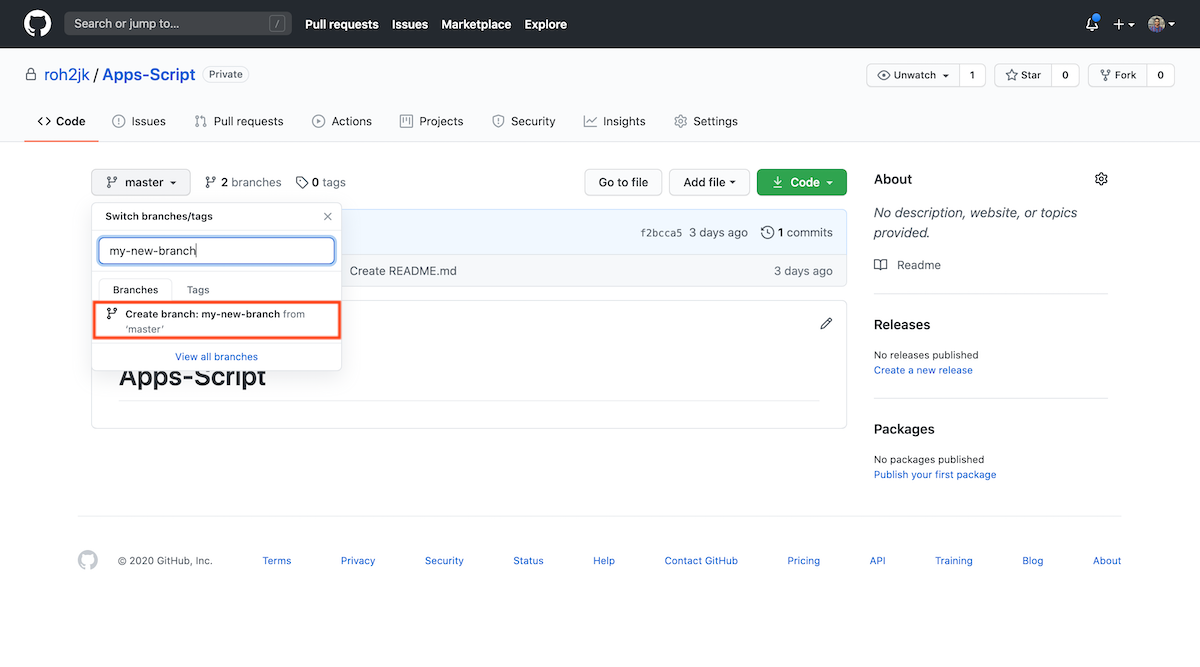 Search or jump to... /
Pull requests Issues Marketplace Explore
roh2jk / Apps-Script Private
Unwatch 1 Star 0 Fork 0
Code Issues Pull requests Actions Projects Security Insights Settings
master 2 branches 0 tags Go to file Add file Code
Switch branches/tags
my-new-branch
Branches Tags
Create branch: my-new-branch from
'master'
View all branches
f2bcca5 3 days ago 1 commits
Create README.md 3 days ago
Apps-Script
About
No description, website, or topics
provided.
Readme
Releases
No releases published
Create a new release
Packages
No packages published
Publish your first package
© 2020 GitHub, Inc. Terms Privacy Security Status Help Contact GitHub Pricing API Training Blog About